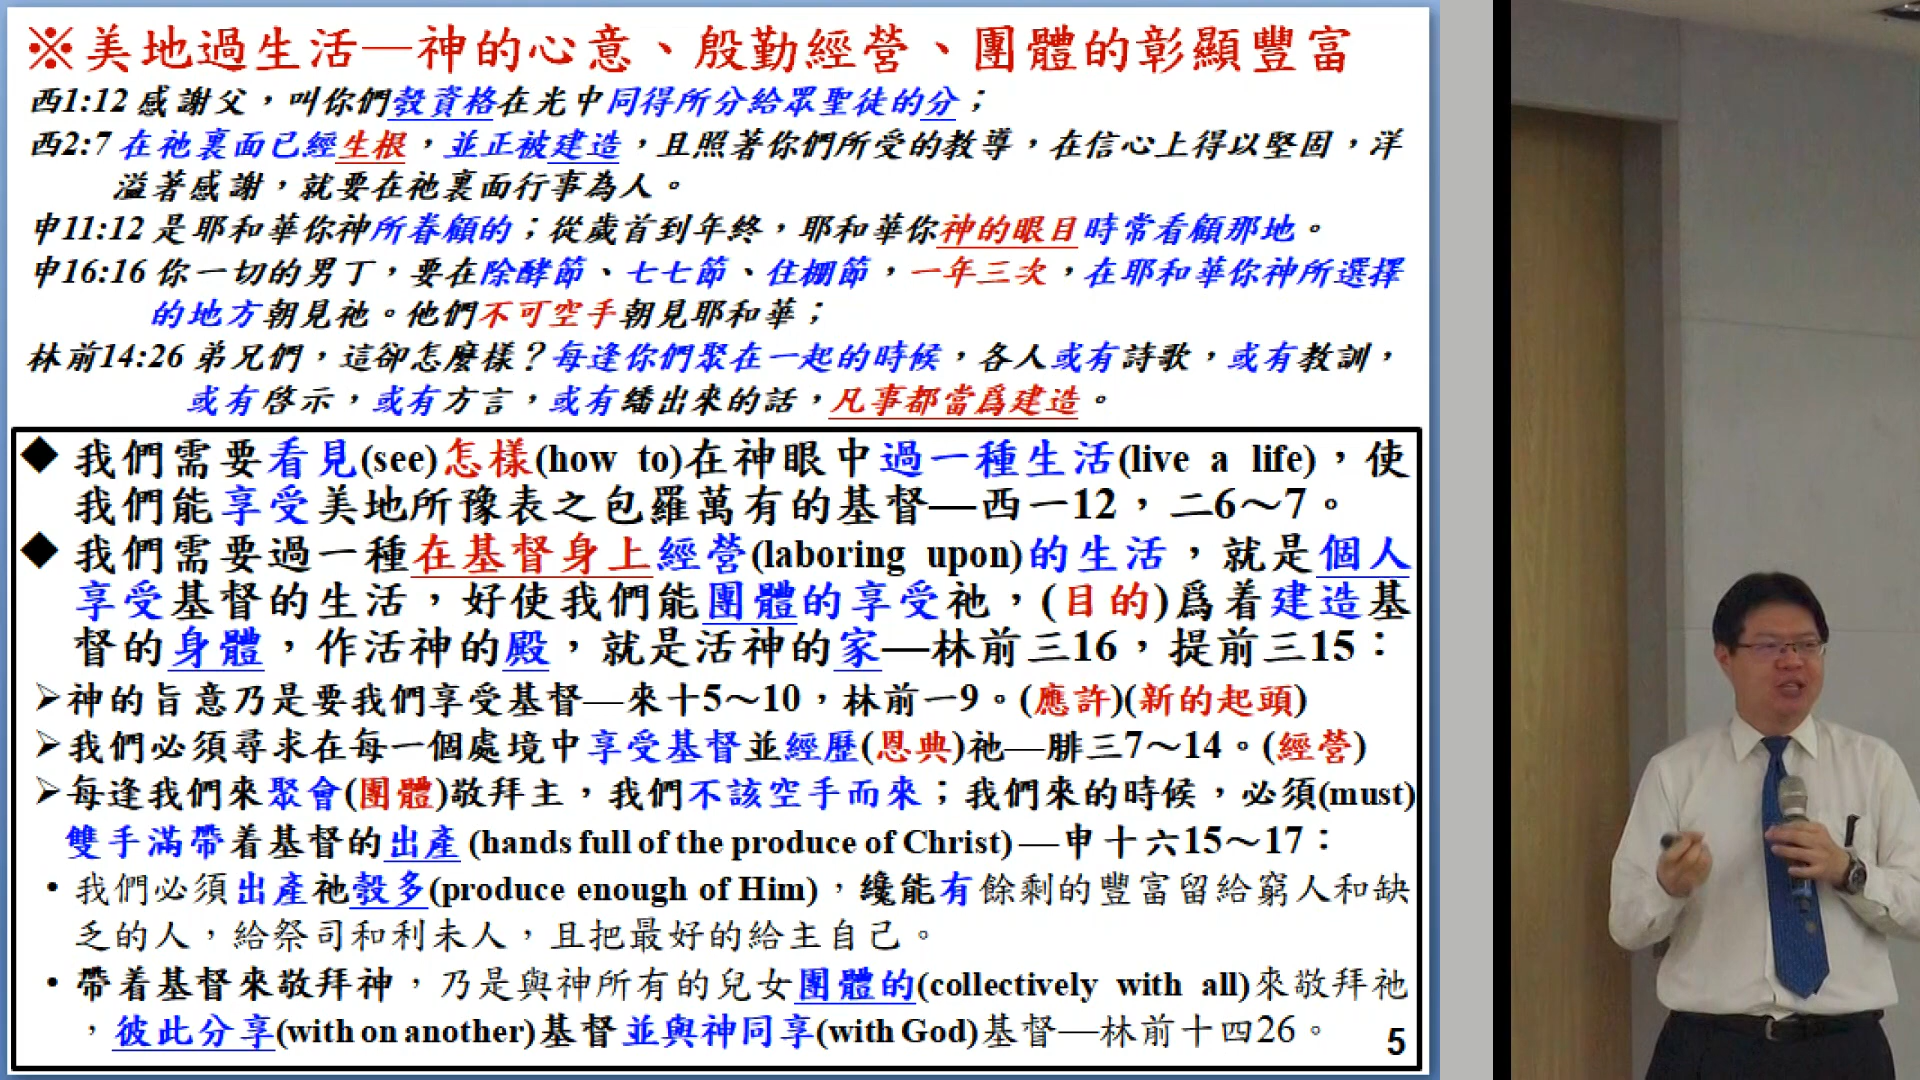 ※美地過生活—神的心意、殷勤經營、團體的彰顯豐富
西1:12 感謝父，叫你們彀資格在光中同得所分給眾聖徒的分；
西2:7 在祂裏面已經生根，並正被建造，且照著你們所受的教導，在信心上得以堅固，洋
溢著感謝，就要在祂裏面行事為人。
申11:12 是耶和華你神所眷顧的；從歲首到年終，耶和華你神的眼目時常看顧那地。
申16:16 你一切的男丁，要在除酵節、七七節、住棚節，一年三次，在耶和華你神所選擇
的地方朝見祂。他們不可空手朝見耶和華；
林前14:26 弟兄們，這卻怎麼樣？每逢你們聚在一起的時候，各人或有詩歌，或有教訓，
或有啓示，或有方言，或有繙出來的話，凡事都當爲建造。
◆ 我們需要看見(see)怎樣(how to)在神眼中過一種生活(live a life)，使
我們能享受美地所豫表之包羅萬有的基督—西一12，二6～7。
◆ 我們需要過一種在基督身上經營(laboring upon)的生活，就是個人
享受基督的生活，好使我們能團體的享受祂，(目的)爲着建造基
督的身體，作活神的殿，就是活神的家—林前三16，提前三15：
➢神的旨意乃是要我們享受基督—來十5～10，林前一9。(應許)(新的起頭)
➢我們必須尋求在每一個處境中享受基督並經歷(恩典)祂—腓三7～14。(經營)
➢每逢我們來聚會(團體)敬拜主，我們不該空手而來；我們來的時候，必須(must)
雙手滿帶着基督的出產 (hands full of the produce of Christ)—申十六15～17：
• 我們必須出產祂彀多(produce enough of Him)，纔能有餘剩的豐富留給窮人和缺
乏的人，給祭司和利未人，且把最好的給主自己。
• 帶着基督來敬拜神，乃是與神所有的兒女團體的(collectively with all)來敬拜祂
，彼此分享(with on another)基督並與神同享(with God)基督—林前十四26。
5